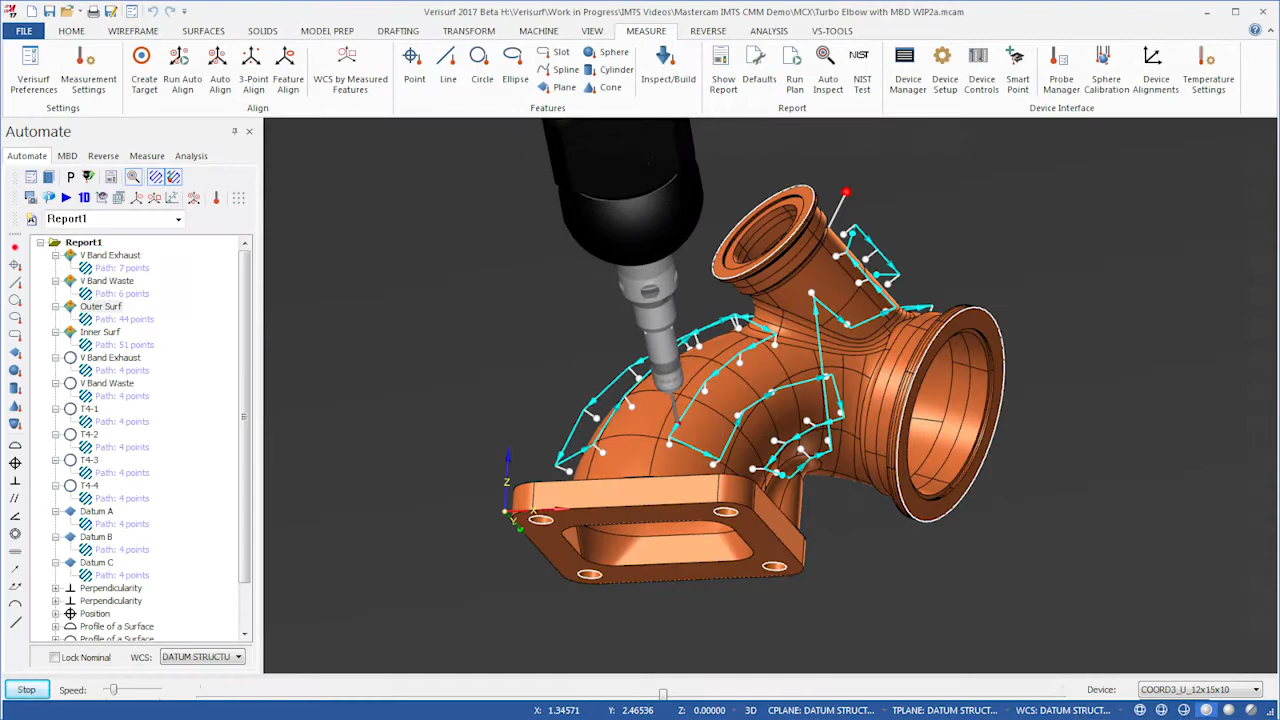 Verisurf 2017 Beta H:\Verisurf\Work in Progress\IMTS Videos\Mastercam IMTS CMM Demo\MCX\Turbo Elbow with MBD WIP2a.mcam
FILE HOME WIREFRAME SURFACES SOLIDS MODEL PREP DRAFTING TRANSFORM MACHINE VIEW MEASURE REVERSE ANALYSIS VS-TOOLS
Verisurf Preferences
Measurement Settings
Settings
Create Target
Run Auto Align
Auto Align
3-Point Align
Feature Align
WCS by Measured Features
Align
Point
Line
Circle
Ellipse
Slot
Spline
Plane
Sphere
Cylinder
Cone
Inspect/Build
Features
Show Report
Defaults
Run Plan
Auto Inspect
NIST
NIST Test
Report
Device Manager
Device Setup
Device Controls
Smart Point
Probe Manager
Sphere Calibration
Device Alignments
Temperature Settings
Device Interface
Automate
Automate MBD Reverse Measure Analysis
P
1D
Report1
Report1
V Band Exhaust
Path: 7 points
V Band Waste
Path: 6 points
Outer Surf
Path: 44 points
Inner Surf
Path: 51 points
V Band Exhaust
Path: 4 points
V Band Waste
Path: 4 points
T4-1
Path: 4 points
T4-2
Path: 4 points
T4-3
Path: 4 points
T4-4
Path: 4 points
Datum A
Path: 4 points
Datum B
Path: 4 points
Datum C
Path: 4 points
Perpendicularity
Perpendicularity
Position
Profile of a Surface
Profile of a Surface
Lock Nominal WCS: DATUM STRUCTU
Z
X
Y
Stop Speed: Device: COORD3_U_12x15x10
X: 1.34571 Y: 2.46536 Z: 0.00000 3D CPLANE: DATUM STRUCT... TPLANE: DATUM STRUCT... WCS: DATUM STRUCT...